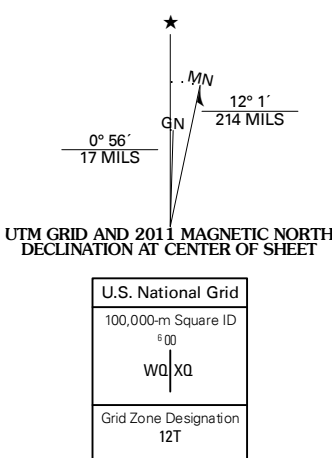 ★
MN
GN
12° 1´
214 MILS
0° 56´
17 MILS
UTM GRID AND 2011 MAGNETIC NORTH
DECLINATION AT CENTER OF SHEET
U.S. National Grid
100,000-m Square ID
⁶00
WQ XQ
Grid Zone Designation
12T